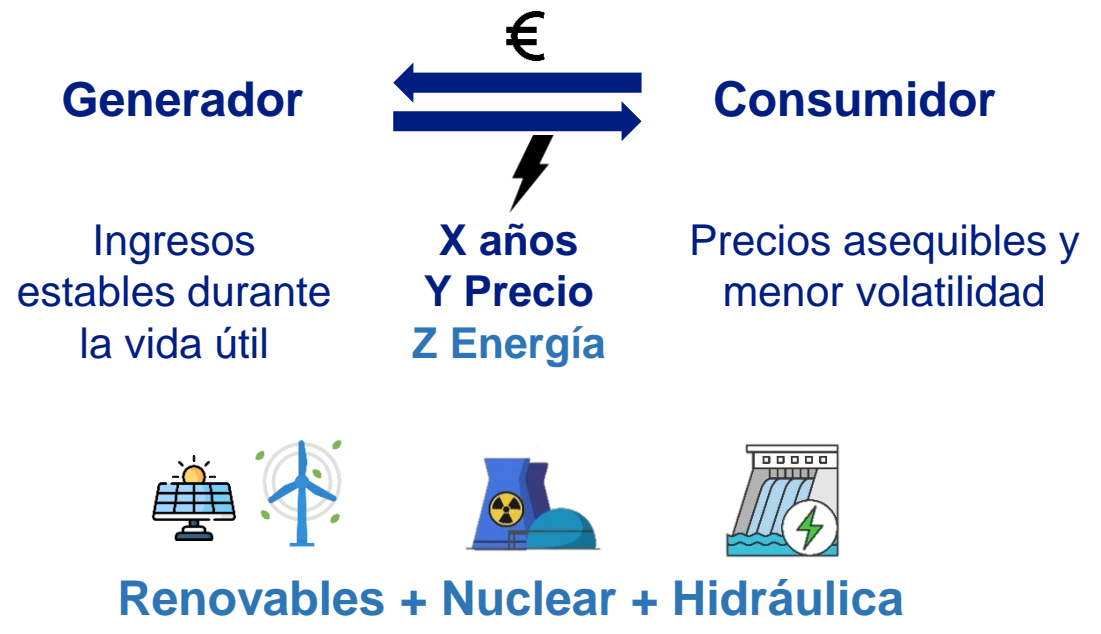 €
Generador
Consumidor
Ingresos
estables durante
la vida útil
X años
Y Precio
Z Energía
Precios asequibles y
menor volatilidad
Renovables + Nuclear + Hidráulica